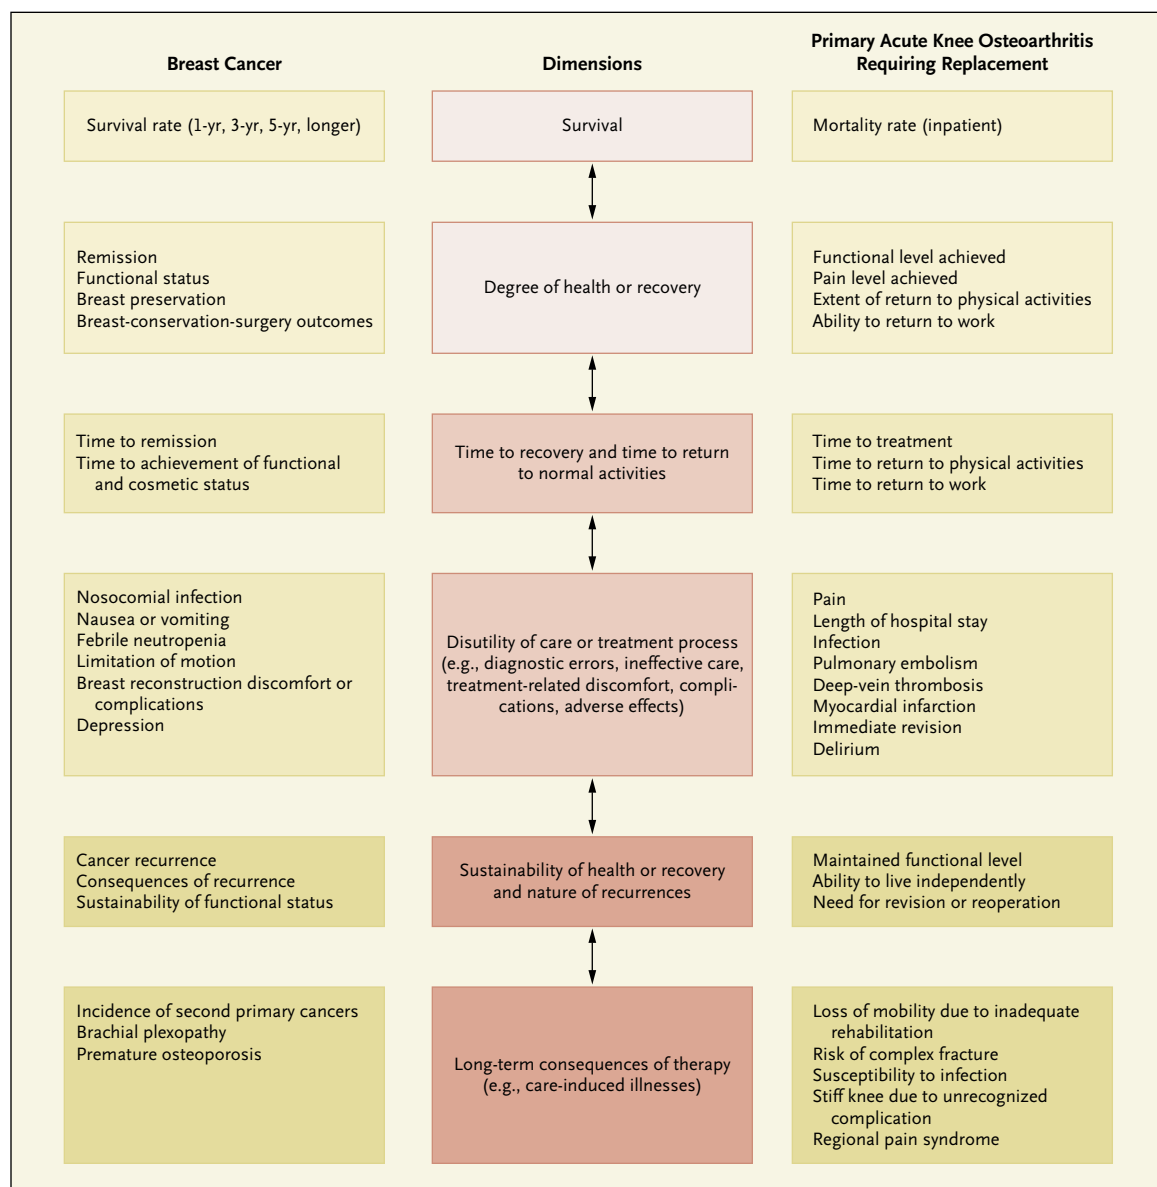 Breast Cancer
Dimensions
Primary Acute Knee Osteoarthritis
Requiring Replacement
Survival rate (1-yr, 3-yr, 5-yr, longer)
Survival
Mortality rate (inpatient)
Remission
Functional status
Breast preservation
Breast-conservation-surgery outcomes
Degree of health or recovery
Functional level achieved
Pain level achieved
Extent of return to physical activities
Ability to return to work
Time to remission
Time to achievement of functional
and cosmetic status
Time to recovery and time to return
to normal activities
Time to treatment
Time to return to physical activities
Time to return to work
Nosocomial infection
Nausea or vomiting
Febrile neutropenia
Limitation of motion
Breast reconstruction discomfort or
complications
Depression
Disutility of care or treatment process
(e.g., diagnostic errors, ineffective care,
treatment-related discomfort, compli-
cations, adverse effects)
Pain
Length of hospital stay
Infection
Pulmonary embolism
Deep-vein thrombosis
Myocardial infarction
Immediate revision
Delirium
Cancer recurrence
Consequences of recurrence
Sustainability of functional status
Sustainability of health or recovery
and nature of recurrences
Maintained functional level
Ability to live independently
Need for revision or reoperation
Incidence of second primary cancers
Brachial plexopathy
Premature osteoporosis
Long-term consequences of therapy
(e.g., care-induced illnesses)
Loss of mobility due to inadequate
rehabilitation
Risk of complex fracture
Susceptibility to infection
Stiff knee due to unrecognized
complication
Regional pain syndrome